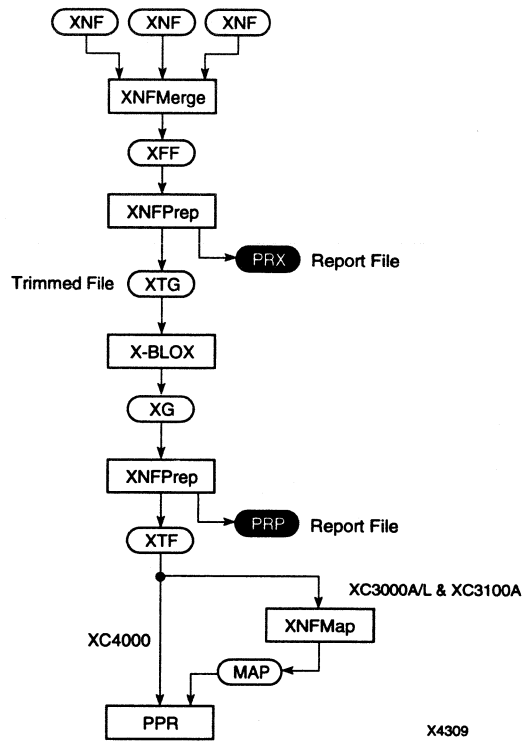 XNF XNF XNF
XNFMerge
XFF
XNFPrep
PRX Report File
Trimmed File XTG
X-BLOX
XG
XNFPrep
PRP Report File
XTF
XC3000A/L & XC3100A
XNFMap
XC4000
MAP
PPR
X4309